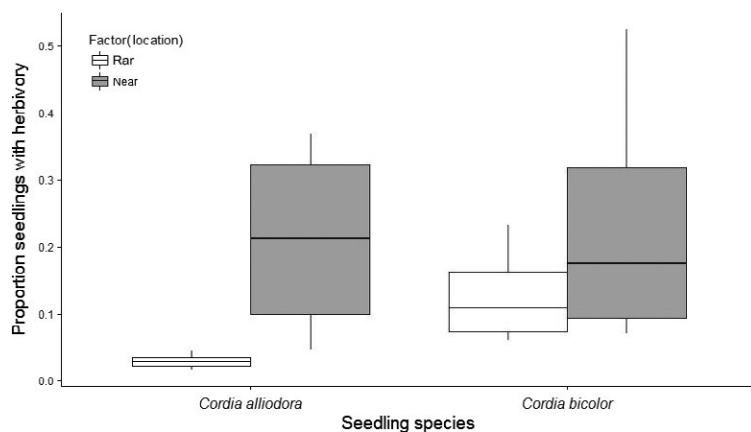 Proportion seedlings with herbivory
0.5
0.4
0.3
0.2
0.1
0.0
Factor(location)
Rar
Near
Cordia alliodora
Cordia bicolor
Seedling species